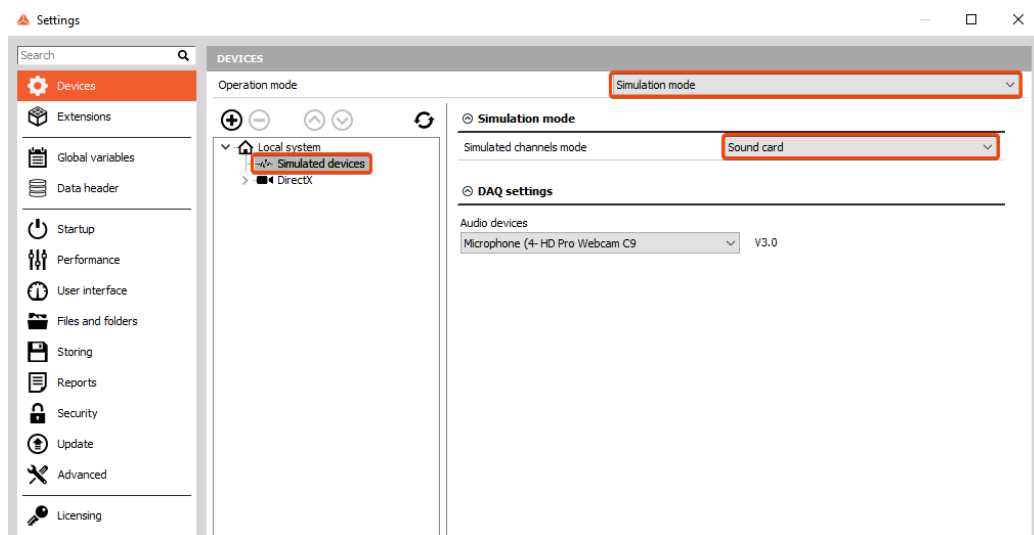 Settings
Search
DEVICES
Devices
Operation mode
Simulation mode
Extensions
Simulation mode
Local system
Simulated channels mode
Sound card
Global variables
Simulated devices
DirectX
Data header
DAQ settings
Startup
Audio devices
Microphone (4- HD Pro Webcam C9
V3.0
Performance
User interface
Files and folders
Storing
Reports
Security
Update
Advanced
Licensing